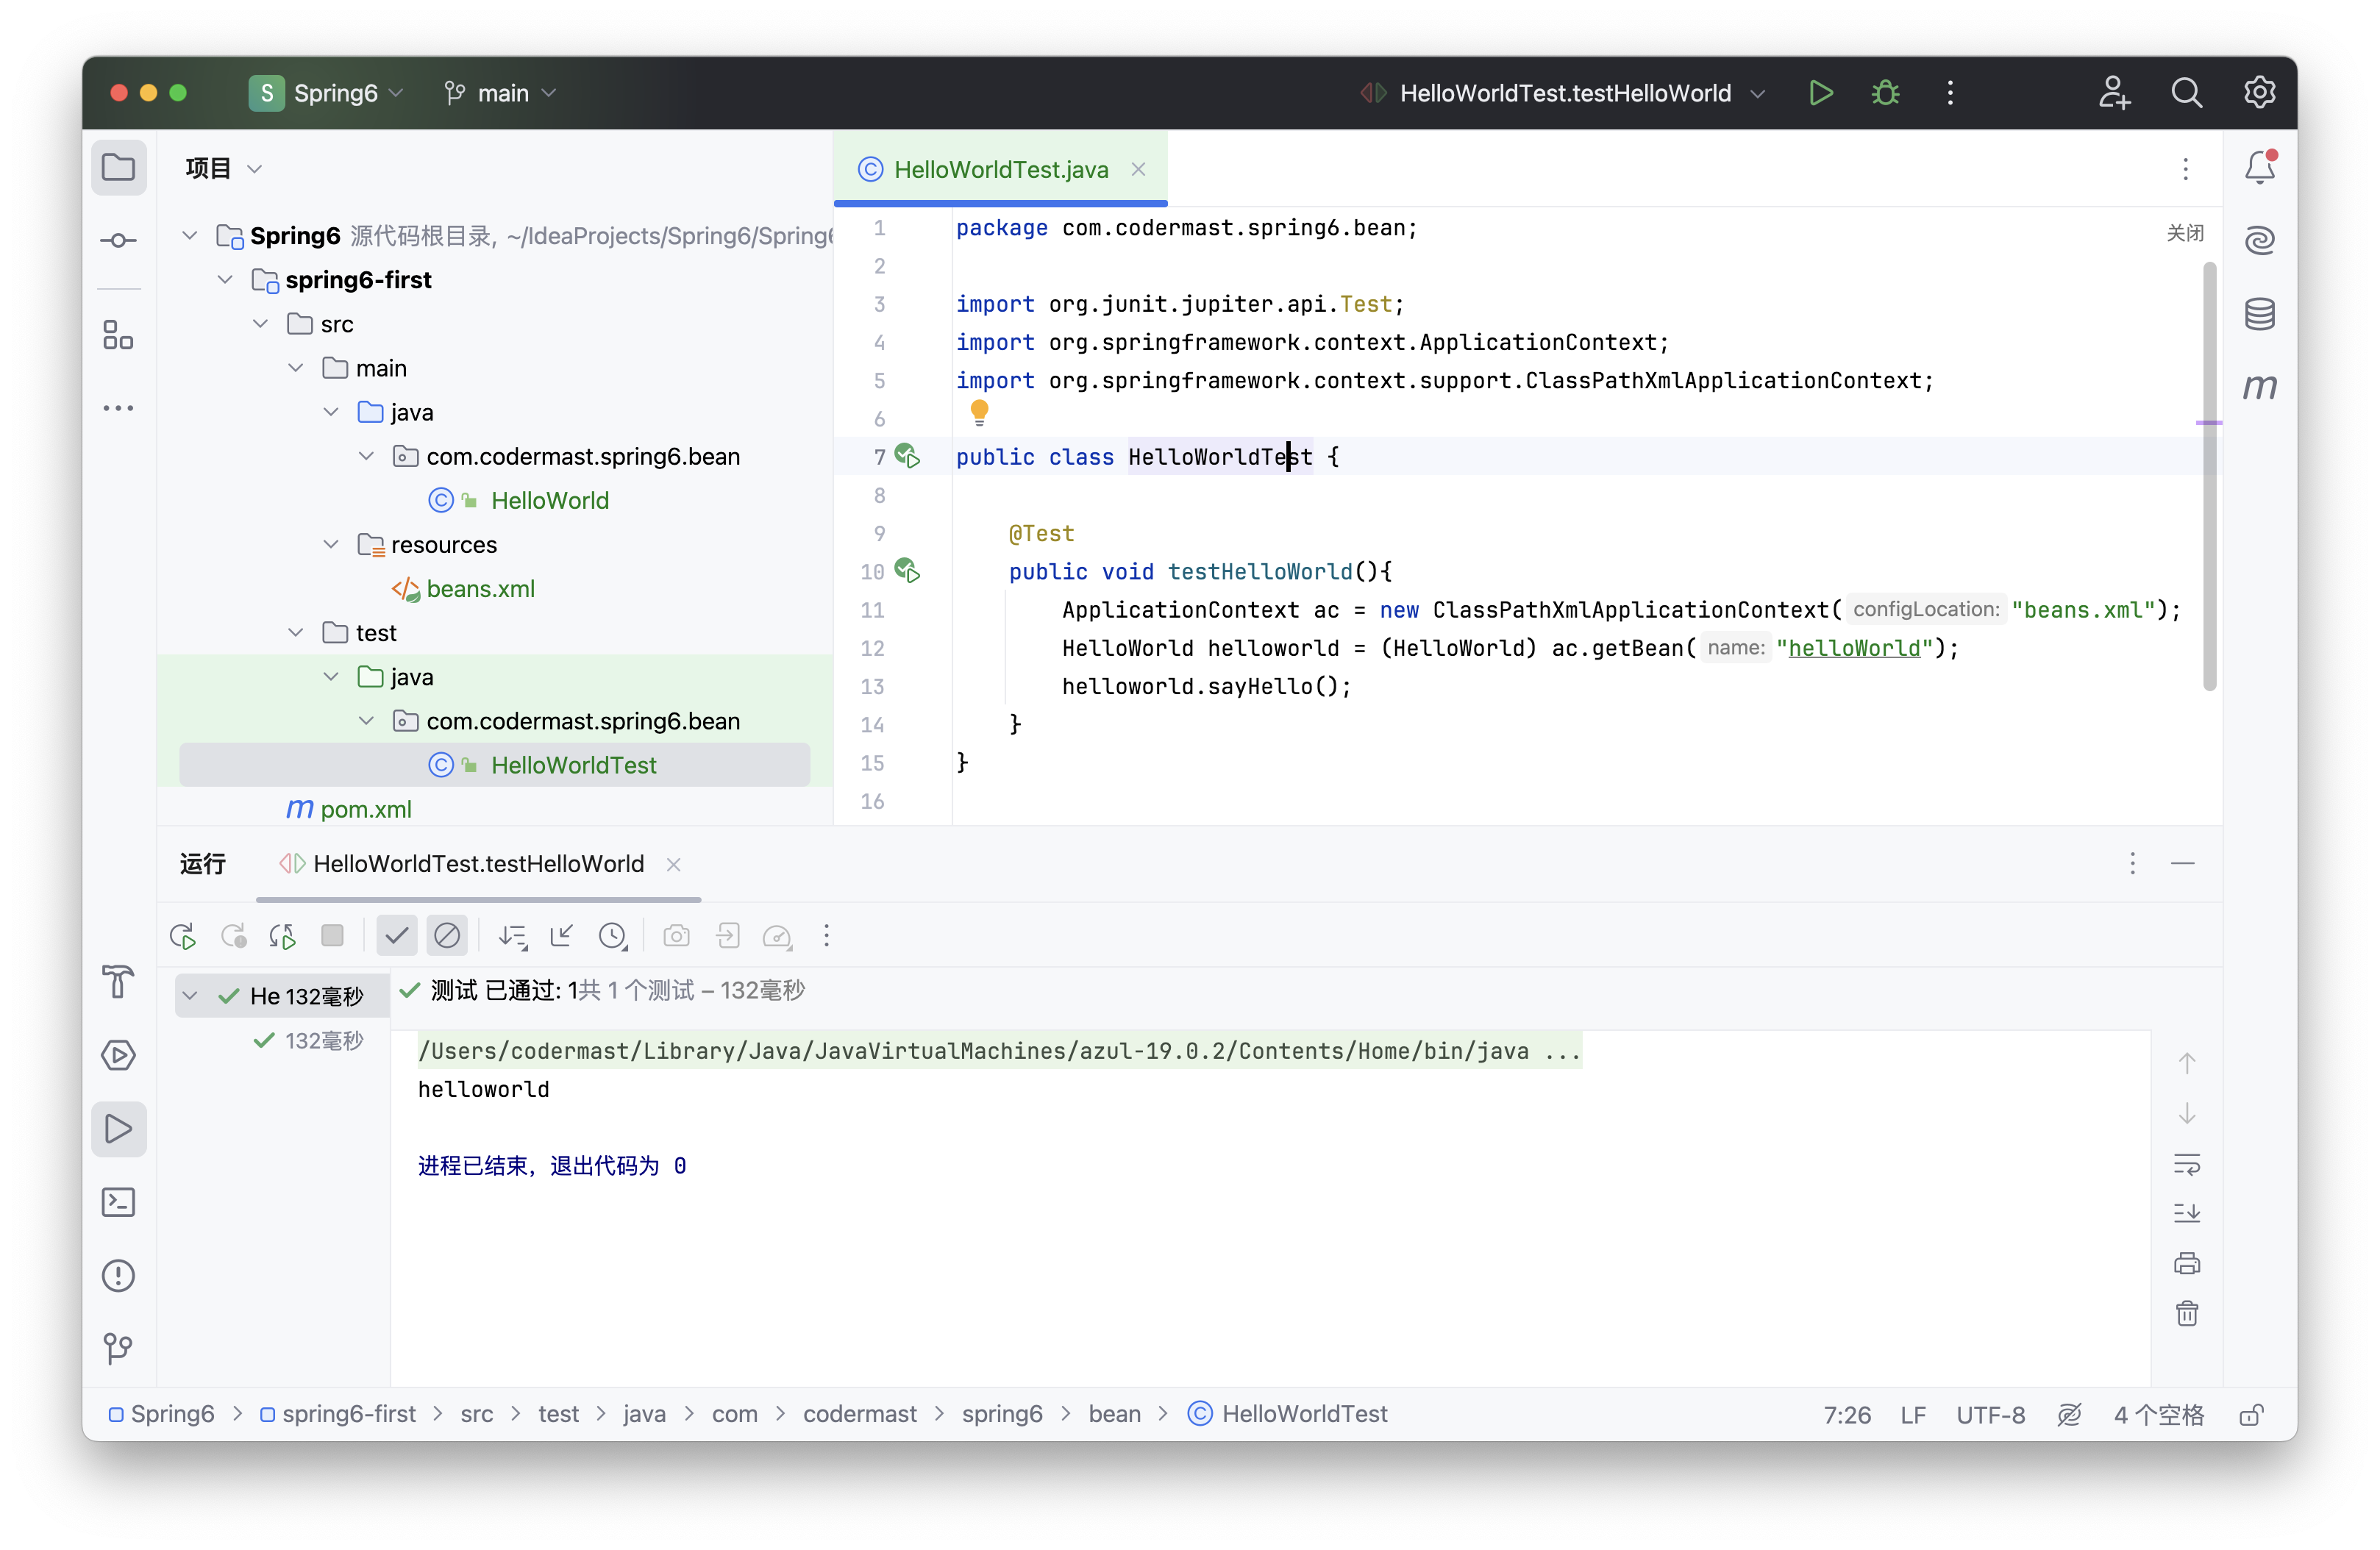 S Spring6 main HelloWorldTest.testHelloWorld
项目
Spring6 源代码根目录, ~/IdeaProjects/Spring6/Spring6
spring6-first
src
main
java
com.codermast.spring6.bean
HelloWorld
resources
beans.xml
test
java
com.codermast.spring6.bean
HelloWorldTest
pom.xml
HelloWorldTest.java
关闭
1 package com.codermast.spring6.bean;
2
3 import org.junit.jupiter.api.Test;
4 import org.springframework.context.ApplicationContext;
5 import org.springframework.context.support.ClassPathXmlApplicationContext;
6
7 public class HelloWorldTest {
8
9 @Test
10 public void testHelloWorld(){
11 ApplicationContext ac = new ClassPathXmlApplicationContext( configLocation: "beans.xml");
12 HelloWorld helloworld = (HelloWorld) ac.getBean( name: "helloWorld");
13 helloworld.sayHello();
14 }
15 }
16
运行 HelloWorldTest.testHelloWorld
He 132毫秒
132毫秒
测试 已通过: 1共 1 个测试 – 132毫秒
/Users/codermast/Library/Java/JavaVirtualMachines/azul-19.0.2/Contents/Home/bin/java ...
helloworld
进程已结束，退出代码为 0
Spring6 > spring6-first > src > test > java > com > codermast > spring6 > bean > HelloWorldTest 7:26 LF UTF-8 4 个空格